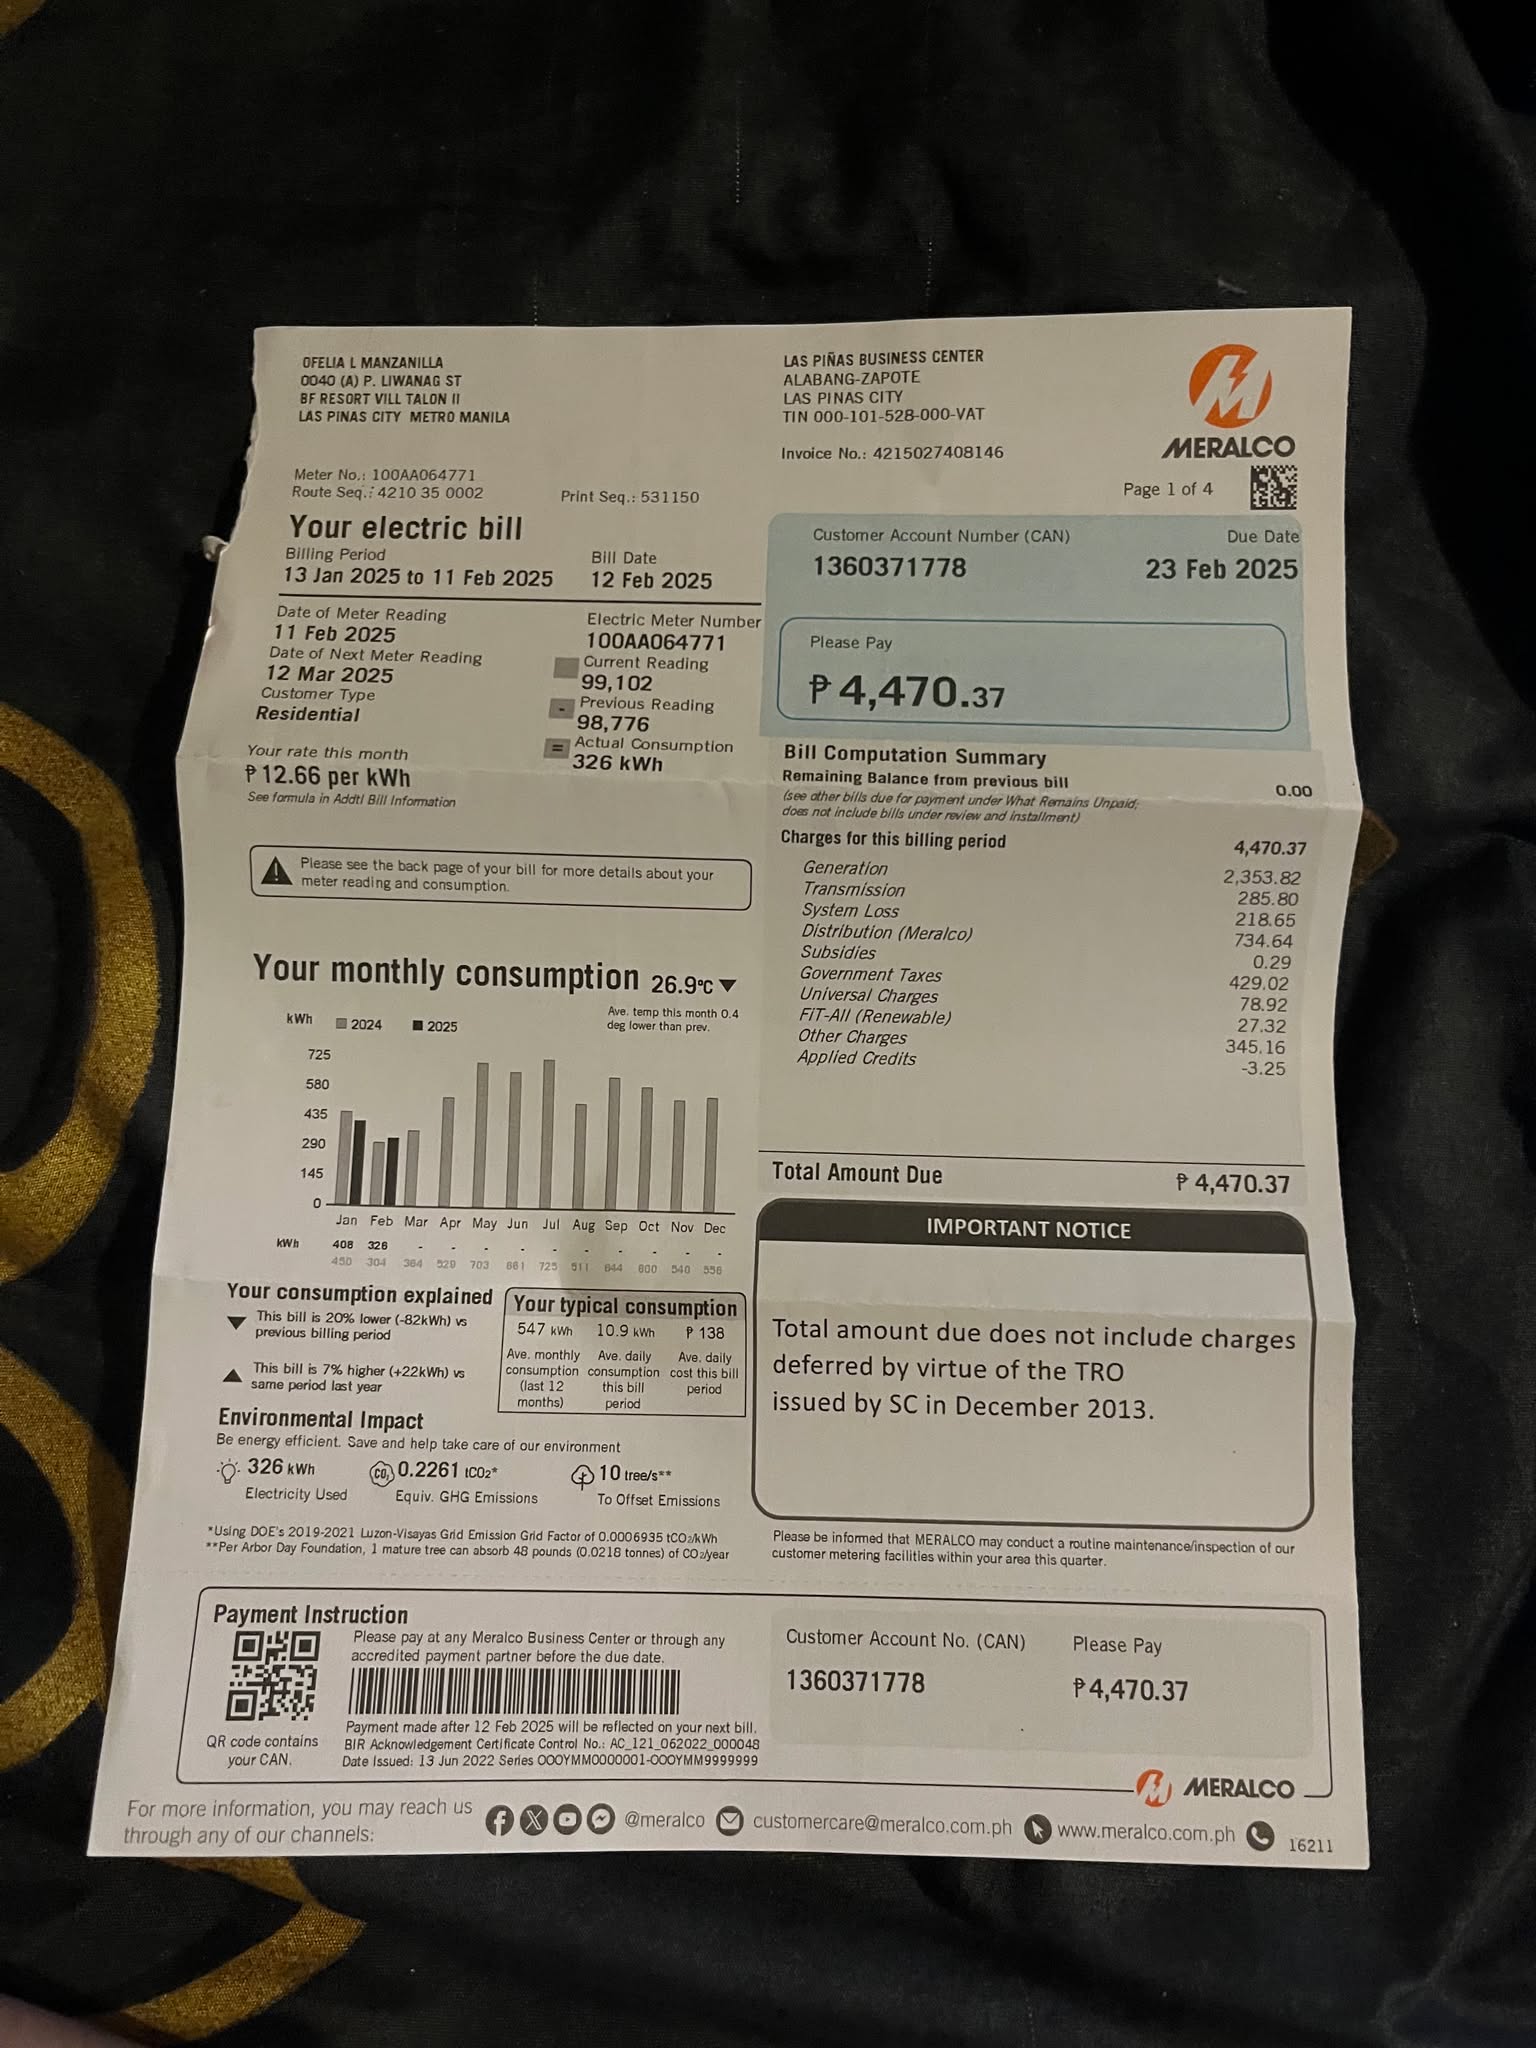 OFELIA L MANZANILLA
0040 (A) P. LIWANAG ST
BF RESORT VILL TALON II
LAS PINAS CITY METRO MANILA
LAS PIÑAS BUSINESS CENTER
ALABANG-ZAPOTE
LAS PINAS CITY
TIN 000-101-528-000-VAT
Invoice No.: 4215027408146
MERALCO
Page 1 of 4
Meter No.: 100AA064771
Route Seq.: 4210 35 0002
Print Seq.: 531150
Your electric bill
Billing Period
13 Jan 2025 to 11 Feb 2025
Bill Date
12 Feb 2025
Customer Account Number (CAN)
1360371778
Due Date
23 Feb 2025
Please Pay
₱ 4,470.37
Date of Meter Reading
11 Feb 2025
Date of Next Meter Reading
12 Mar 2025
Customer Type
Residential
Electric Meter Number
100AA064771
Current Reading
99,102
- Previous Reading
98,776
= Actual Consumption
326 kWh
Your rate this month
₱ 12.66 per kWh
See formula in Addtl Bill Information
Please see the back page of your bill for more details about your
meter reading and consumption.
Bill Computation Summary
Remaining Balance from previous bill 0.00
(see other bills due for payment under What Remains Unpaid;
does not include bills under review and installment)
Charges for this billing period 4,470.37
Generation 2,353.82
Transmission 285.80
System Loss 218.65
Distribution (Meralco) 734.64
Subsidies 0.29
Government Taxes 429.02
Universal Charges 78.92
FiT-All (Renewable) 27.32
Other Charges 345.16
Applied Credits -3.25
Total Amount Due ₱ 4,470.37
Your monthly consumption 26.9°C ▼
Ave. temp this month 0.4
deg lower than prev.
kWh 2024 2025
725
580
435
290
145
0
Jan Feb Mar Apr May Jun Jul Aug Sep Oct Nov Dec
kWh 408 326 - - - - - - - - - -
450 304 364 529 703 661 725 511 644 600 540 556
Your consumption explained
This bill is 20% lower (-82kWh) vs
previous billing period
This bill is 7% higher (+22kWh) vs
same period last year
Your typical consumption
547 kWh 10.9 kWh ₱ 138
Ave. monthly
consumption
(last 12
months)
Ave. daily
consumption
this bill
period
Ave. daily
cost this bill
period
Environmental Impact
Be energy efficient. Save and help take care of our environment
326 kWh
Electricity Used
CO₂ 0.2261 tCO2*
Equiv. GHG Emissions
10 tree/s**
To Offset Emissions
*Using DOE's 2019-2021 Luzon-Visayas Grid Emission Grid Factor of 0.0006935 tCO2/kWh
**Per Arbor Day Foundation, 1 mature tree can absorb 48 pounds (0.0218 tonnes) of CO2/year
IMPORTANT NOTICE
Total amount due does not include charges
deferred by virtue of the TRO
issued by SC in December 2013.
Please be informed that MERALCO may conduct a routine maintenance/inspection of our
customer metering facilities within your area this quarter.
Payment Instruction
QR code contains
your CAN.
Please pay at any Meralco Business Center or through any
accredited payment partner before the due date.
Payment made after 12 Feb 2025 will be reflected on your next bill.
BIR Acknowledgement Certificate Control No.: AC_121_062022_000048
Date Issued: 13 Jun 2022 Series 000YMM0000001-000YMM9999999
Customer Account No. (CAN)
1360371778
Please Pay
₱4,470.37
MERALCO
For more information, you may reach us
through any of our channels:
@meralco customercare@meralco.com.ph www.meralco.com.ph 16211